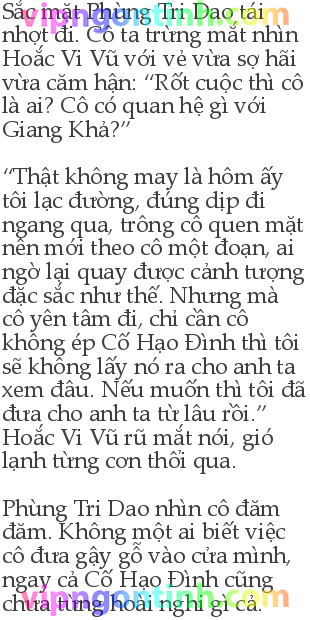 Sắc mặt Phùng Tri Dao tái
nhợt đi. Cô ta trừng mắt nhìn
Hoắc Vi Vũ với vẻ vừa sợ hãi
vừa căm hận: “Rốt cuộc thì cô
là ai? Cô có quan hệ gì với
Giang Khả?”
“Thật không may là hôm ấy
tôi lạc đường, đúng dịp đi
ngang qua, trông cô quen mặt
nên mới theo cô một đoạn, ai
ngờ lại quay được cảnh tượng
đặc sắc như thế. Nhưng mà
cô yên tâm đi, chỉ cần cô
không ép Cố Hạo Đình thì tôi
sẽ không lấy nó ra cho anh ta
xem đâu. Nếu muốn thì tôi đã
đưa cho anh ta từ lâu rồi.”
Hoắc Vi Vũ rũ mắt nói, gió
lạnh từng cơn thổi qua.
Phùng Tri Dao nhìn cô đăm
đăm. Không một ai biết việc
cô đưa gậy gỗ vào cửa mình,
ngay cả Cố Hạo Đình cũng
chưa từng hoài nghi gì cả.
vipngontinh.com
vipngontinh.com